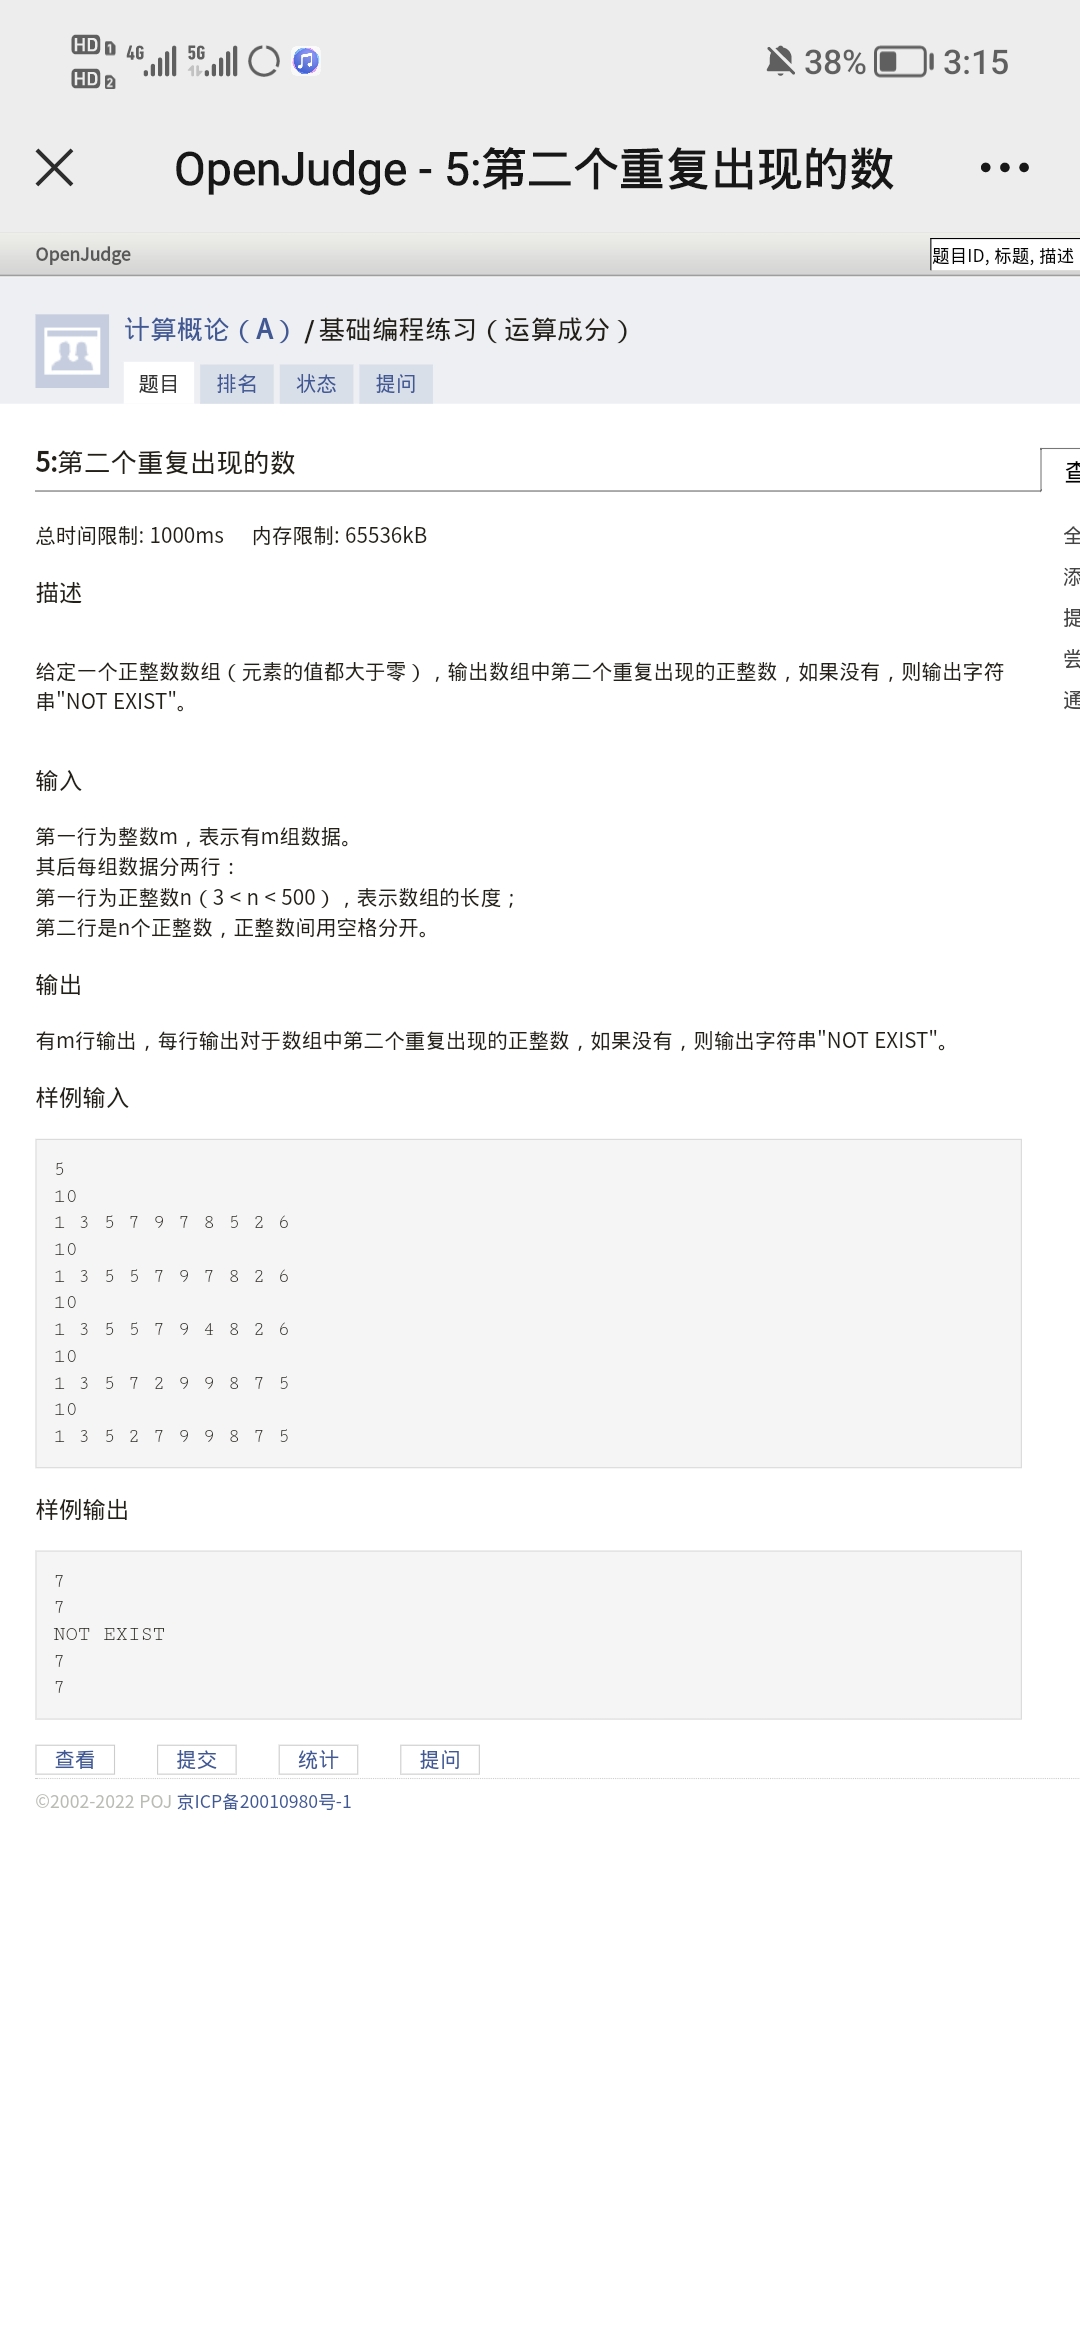 HD 1 4G 5G 38% 3:15
HD 2
OpenJudge - 5:第二个重复出现的数
OpenJudge 题目ID, 标题, 描述
计算概论（A） / 基础编程练习（运算成分）
题目 排名 状态 提问
5:第二个重复出现的数
查
总时间限制: 1000ms 内存限制: 65536kB
全
描述
添
提
尝
给定一个正整数数组（元素的值都大于零），输出数组中第二个重复出现的正整数，如果没有，则输出字符
串"NOT EXIST"。
通
输入
第一行为整数m，表示有m组数据。
其后每组数据分两行：
第一行为正整数n（3 < n < 500），表示数组的长度；
第二行是n个正整数，正整数间用空格分开。
输出
有m行输出，每行输出对于数组中第二个重复出现的正整数，如果没有，则输出字符串"NOT EXIST"。
样例输入
5
10
1 3 5 7 9 7 8 5 2 6
10
1 3 5 5 7 9 7 8 2 6
10
1 3 5 5 7 9 4 8 2 6
10
1 3 5 7 2 9 9 8 7 5
10
1 3 5 2 7 9 9 8 7 5
样例输出
7
7
NOT EXIST
7
7
查看 提交 统计 提问
©2002-2022 POJ 京ICP备20010980号-1